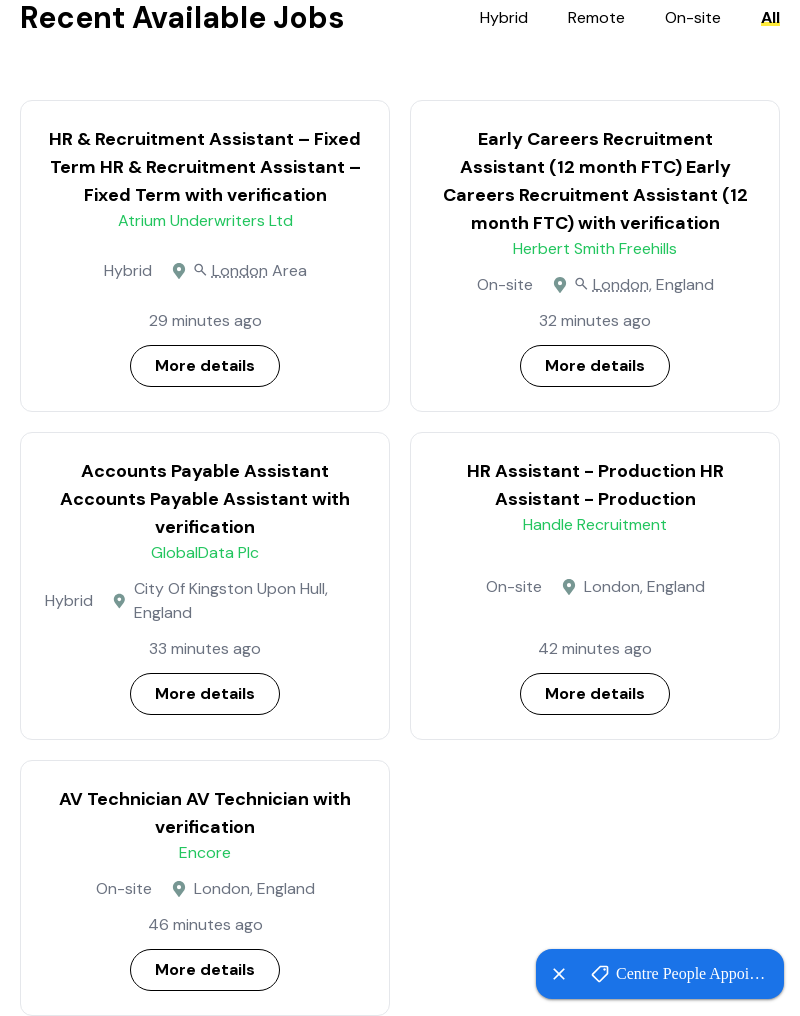 Recent Available Jobs
Hybrid Remote On-site All
HR & Recruitment Assistant – Fixed
Term HR & Recruitment Assistant –
Fixed Term with verification
Atrium Underwriters Ltd
Hybrid London Area
29 minutes ago
More details
Early Careers Recruitment
Assistant (12 month FTC) Early
Careers Recruitment Assistant (12
month FTC) with verification
Herbert Smith Freehills
On-site London, England
32 minutes ago
More details
Accounts Payable Assistant
Accounts Payable Assistant with
verification
GlobalData Plc
Hybrid City Of Kingston Upon Hull,
England
33 minutes ago
More details
HR Assistant - Production HR
Assistant - Production
Handle Recruitment
On-site London, England
42 minutes ago
More details
AV Technician AV Technician with
verification
Encore
On-site London, England
46 minutes ago
More details
Centre People Appoi…